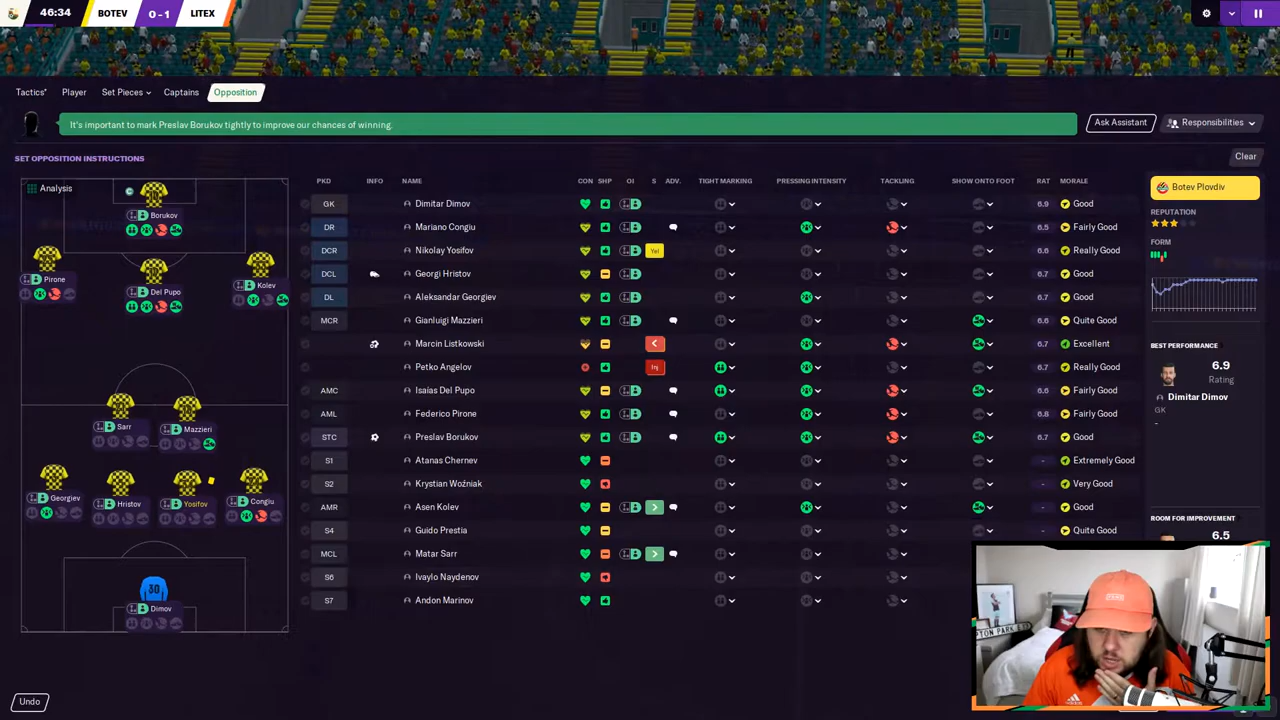 46:34 BOTEV 0 - 1 LITEX
Tactics* Player Set Pieces Captains Opposition
It's important to mark Preslav Borukov tightly to improve our chances of winning. Ask Assistant Responsibilities
SET OPPOSITION INSTRUCTIONS Clear
Analysis
Borukov
Pirone
Del Pupo
Kolev
Sarr
Mazzieri
Georgiev
Hristov
Yosifov
Congiu
30
Dimov
PKD INFO NAME CON SHP OI S ADV. TIGHT MARKING PRESSING INTENSITY TACKLING SHOW ONTO FOOT RAT MORALE
GK Dimitar Dimov 6.9 Good
DR Mariano Congiu 6.5 Fairly Good
DCR Nikolay Yosifov Yel 6.6 Really Good
DCL Georgi Hristov 6.7 Good
DL Aleksandar Georgiev 6.7 Good
MCR Gianluigi Mazzieri 6.6 Quite Good
Marcin Listkowski 6.7 Excellent
Petko Angelov Inj 6.7 Really Good
AMC Isaías Del Pupo 6.6 Fairly Good
AML Federico Pirone 6.8 Fairly Good
STC Preslav Borukov 6.7 Good
S1 Atanas Chernev - Extremely Good
S2 Krystian Woźniak - Very Good
AMR Asen Kolev - Good
S4 Guido Prestia - Quite Good
MCL Matar Sarr
S6 Ivaylo Naydenov
S7 Andon Marinov
Botev Plovdiv
REPUTATION
FORM
BEST PERFORMANCE
6.9
Rating
Dimitar Dimov
GK
-
ROOM FOR IMPROVEMENT
6.5
Undo